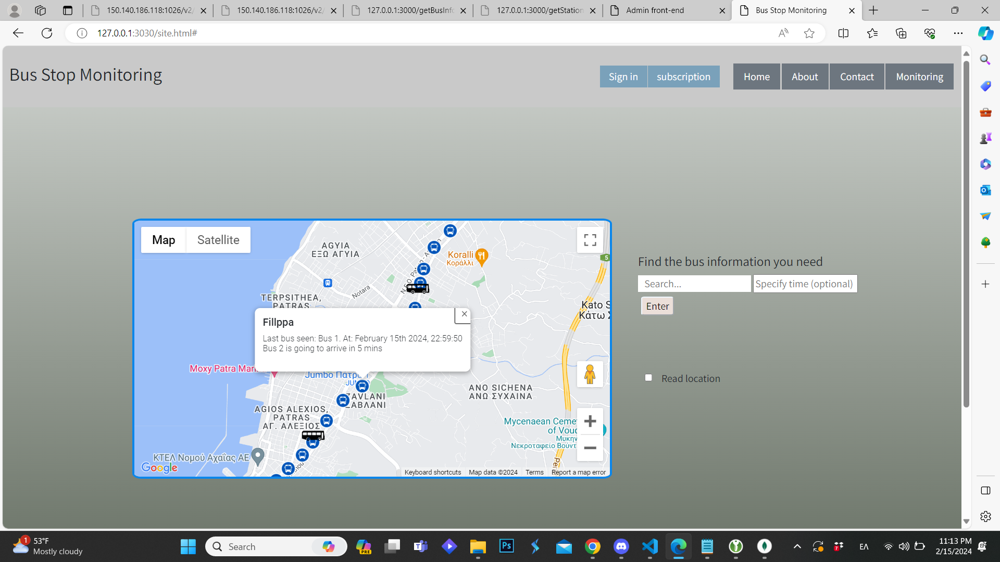 150.140.186.118:1026/v2/
150.140.186.118:1026/v2/
127.0.0.1:3000/getBusInfo
127.0.0.1:3000/getStation
Admin front-end
Bus Stop Monitoring
127.0.0.1:3030/site.html#
Bus Stop Monitoring
Sign in
subscription
Home
About
Contact
Monitoring
Map
Satellite
AGYIA
ΕΞΩ ΑΓΥΙΑ
Koralli
Κοράλλι
5
Notara
TERPSITHEA,
PATRAS
Kato S
Κάτω Σ
Fillppa
Last bus seen: Bus 1. At: February 15th 2024, 22:59:50
Bus 2 is going to arrive in 5 mins
Moxy Patra Mar
Jumbo Πάτρα
ZAVLANI
ΖΑΒΛΑΝΙ
ANO SICHENA
ΑΝΩ ΣΥΧΑΙΝΑ
AGIOS ALEXIOS,
PATRAS
ΑΓ. ΑΛΕΞΙΟΣ
Mycenaean Ceme
of Vou
Μυκην
Νεκροταφείο Βούντ
ΚΤΕΛ Νομού Αχαΐας ΑΕ
Google
Keyboard shortcuts
Map data ©2024
Terms
Report a map error
Find the bus information you need
Search...
Specify time (optional)
Enter
Read location
1
53°F
Mostly cloudy
Search
PRE
Ps
7
ΕΛ
11:13 PM
2/15/2024